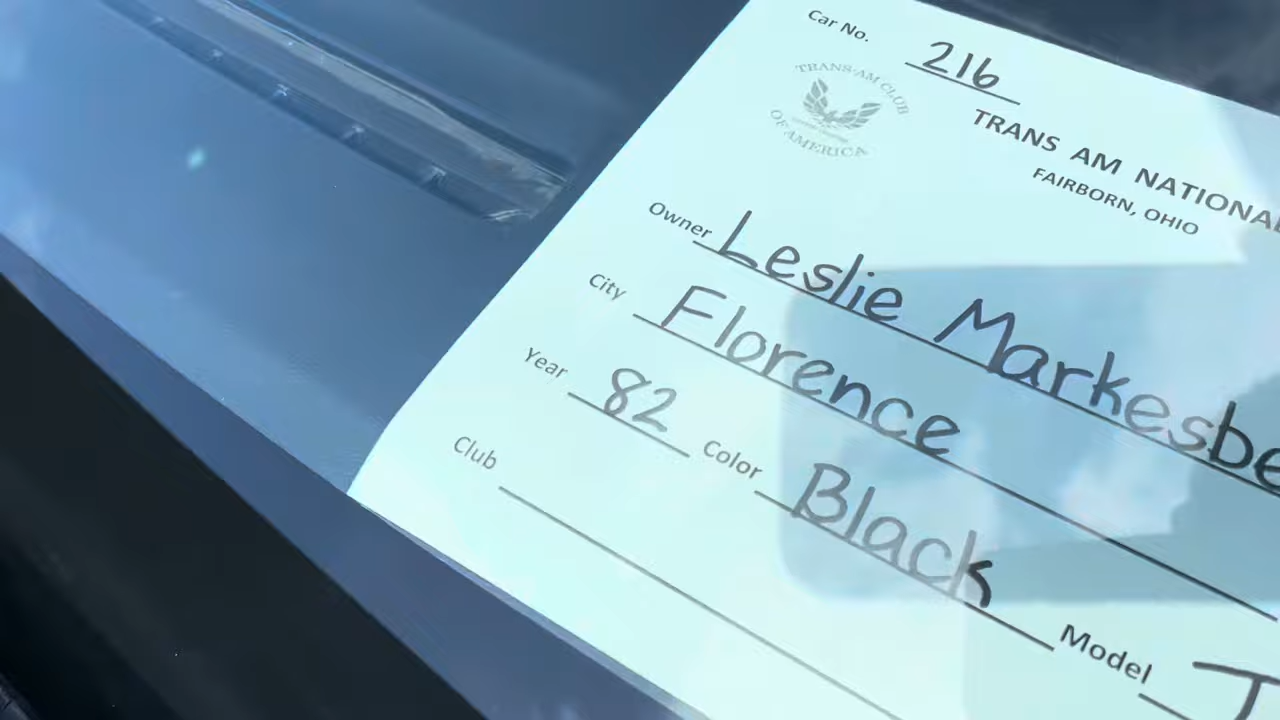 Car No. 216
TRANS-AM CLUB
OF AMERICA
TRANS AM NATIONAL
FAIRBORN, OHIO
Owner Leslie Markesbe
City Florence
Year 82 Color Black Model T
Club